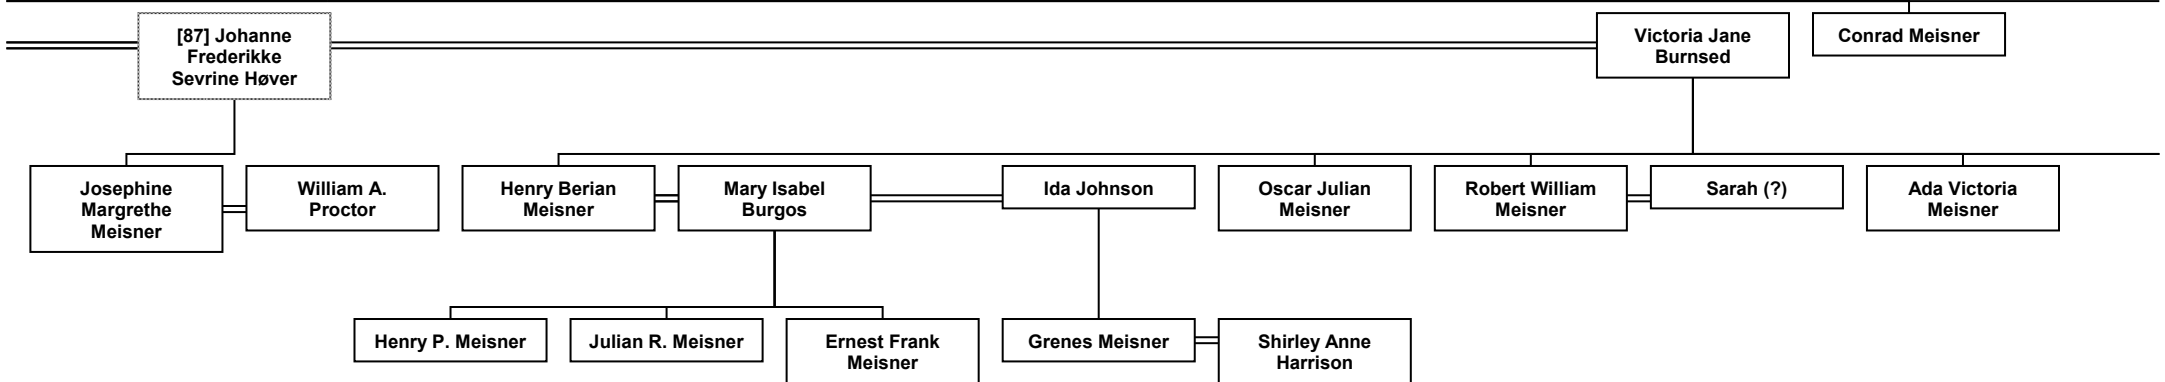 [87] Johanne
Frederikke
Sevrine Høver
Victoria Jane
Burnsed
Conrad Meisner
Josephine
Margrethe
Meisner
William A.
Proctor
Henry Berian
Meisner
Mary Isabel
Burgos
Ida Johnson
Oscar Julian
Meisner
Robert William
Meisner
Sarah (?)
Ada Victoria
Meisner
Henry P. Meisner
Julian R. Meisner
Ernest Frank
Meisner
Grenes Meisner
Shirley Anne
Harrison